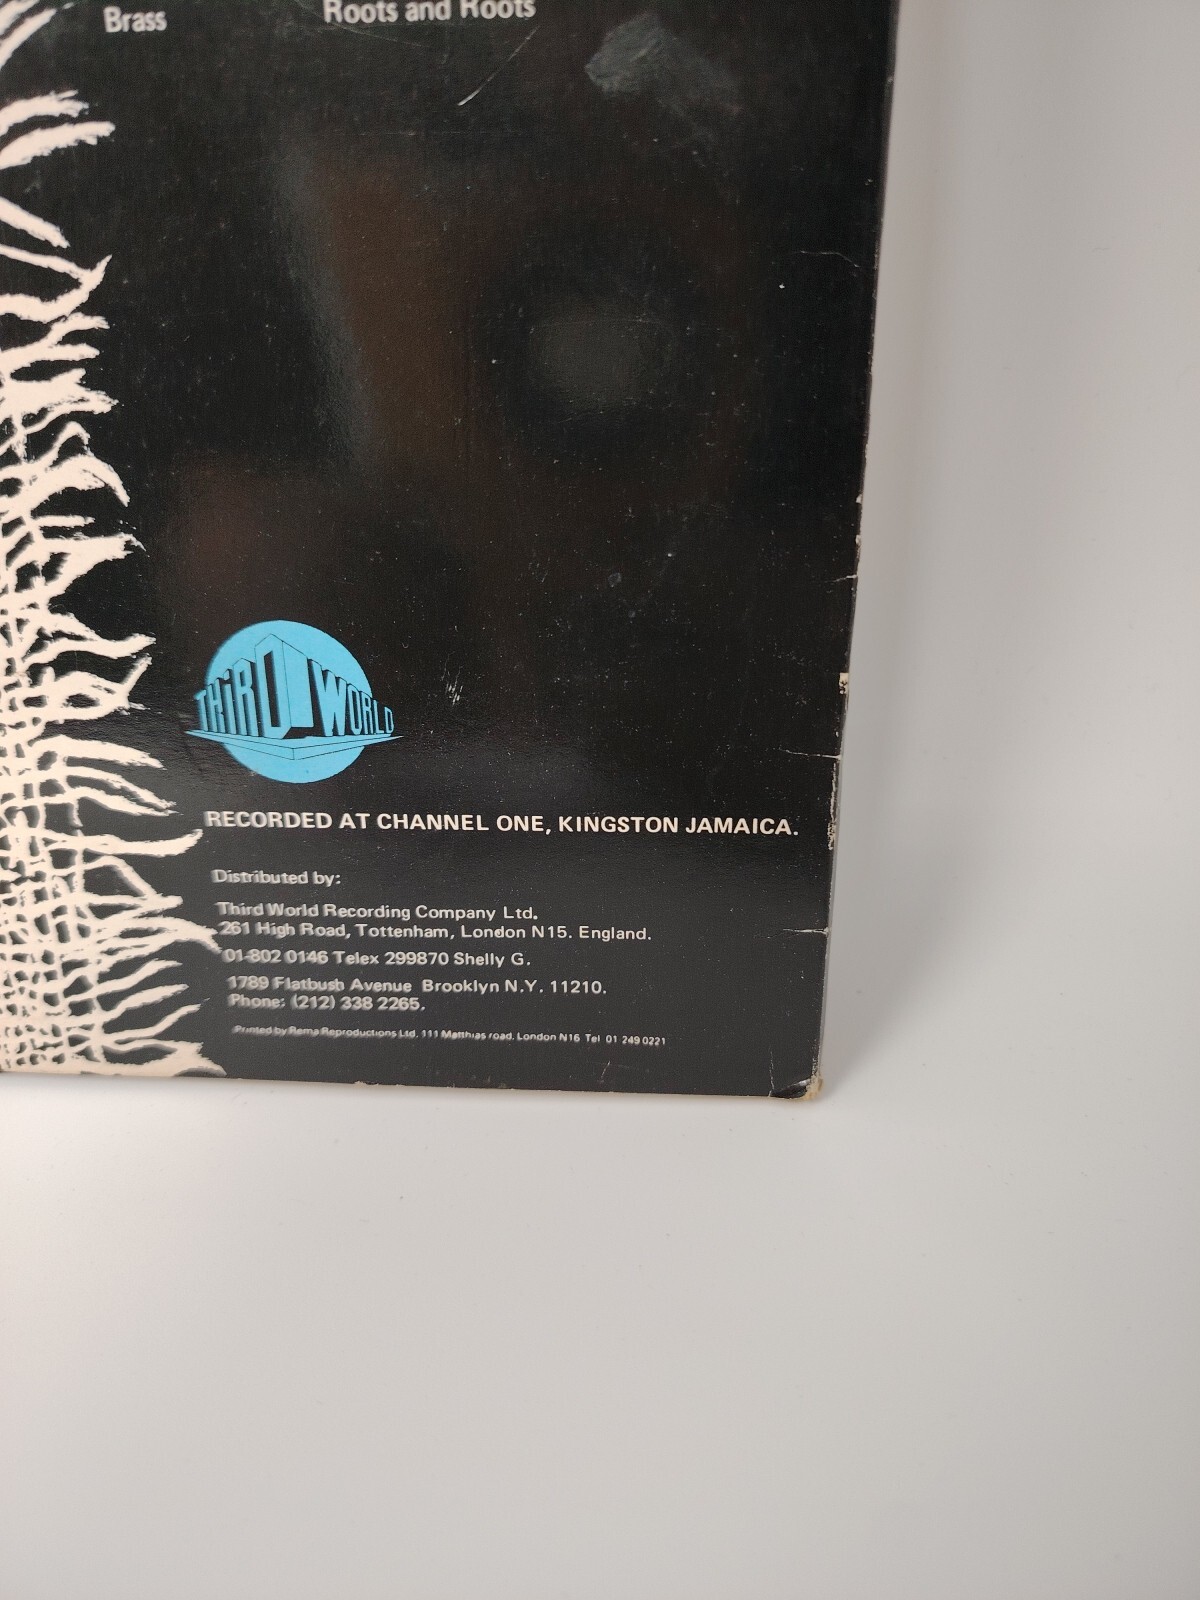 Brass
Roots and Roots
THiRD WORLD
RECORDED AT CHANNEL ONE, KINGSTON JAMAICA.
Distributed by:
Third World Recording Company Ltd.
261 High Road, Tottenham, London N15. England.
01-802 0146 Telex 299870 Shelly G.
1789 Flatbush Avenue Brooklyn N.Y. 11210.
Phone: (212) 338 2265.
Printed by Rema Reproductions Ltd. 111 Matthias road, London N16 Tel 01 249 0221